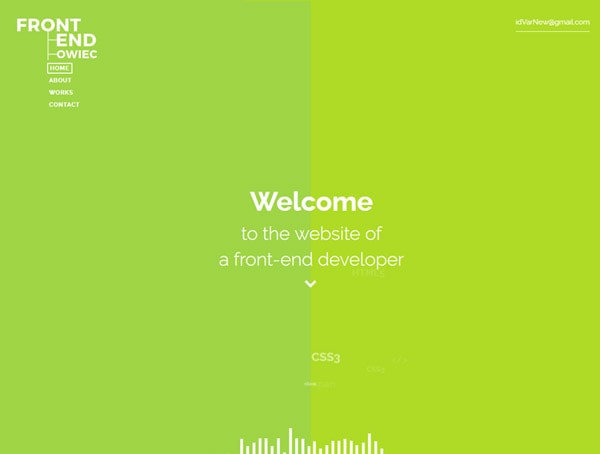 FRONT
END
OWIEC
HOME
ABOUT
WORKS
CONTACT
idVarNew@gmail.com
Welcome
to the website of
a front-end developer
HTML5
CSS3
</>
CSS3